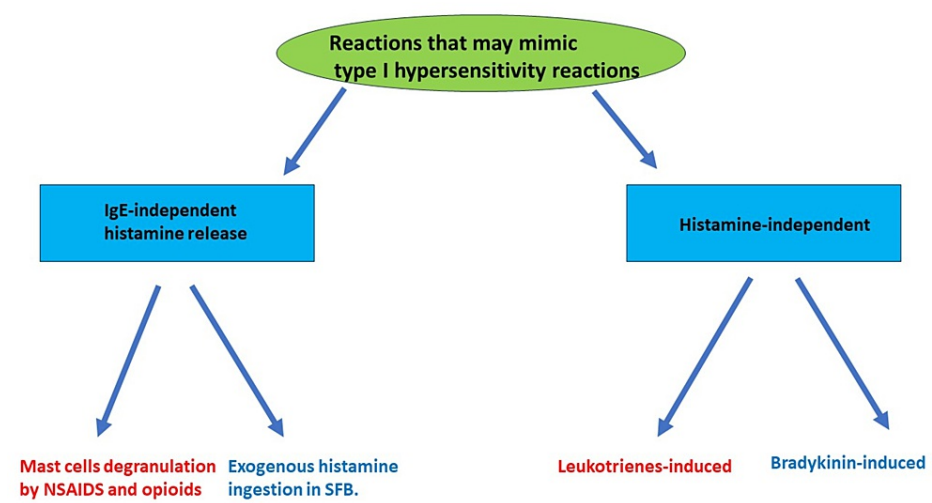 Reactions that may mimic
type I hypersensitivity reactions
IgE-independent
histamine release
Histamine-independent
Mast cells degranulation
by NSAIDS and opioids
Exogenous histamine
ingestion in SFB.
Leukotrienes-induced
Bradykinin-induced